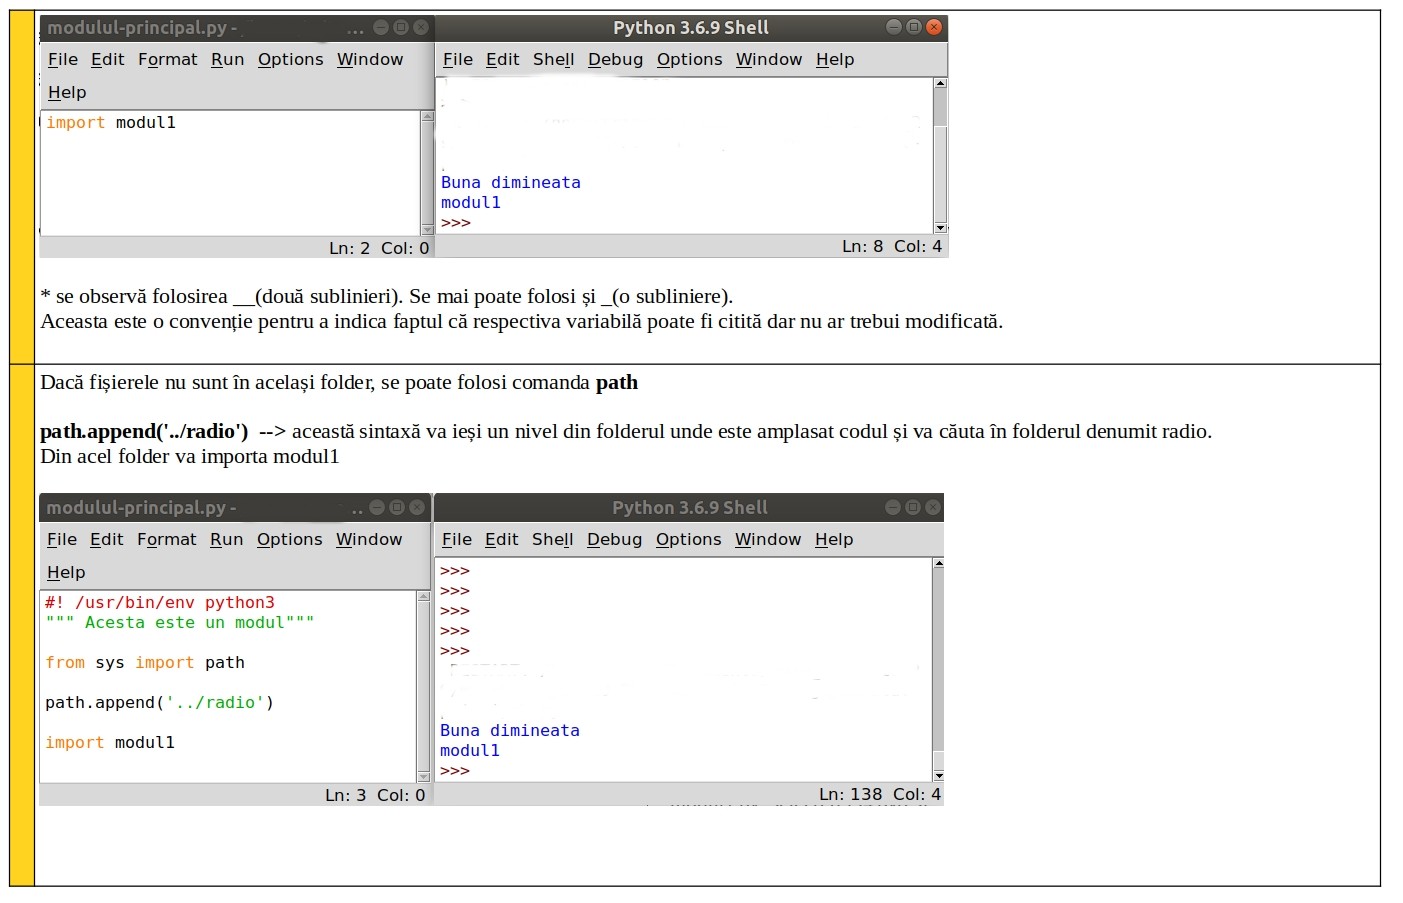 modulul-principal.py - ...
File Edit Format Run Options Window
Help
import modul1
Ln: 2 Col: 0
Python 3.6.9 Shell
File Edit Shell Debug Options Window Help
Buna dimineata
modul1
>>>
Ln: 8 Col: 4
* se observă folosirea __(două sublinieri). Se mai poate folosi și _(o subliniere).
Aceasta este o convenție pentru a indica faptul că respectiva variabilă poate fi citită dar nu ar trebui modificată.
Dacă fișierele nu sunt în același folder, se poate folosi comanda path
path.append('../radio') --> această sintaxă va ieși un nivel din folderul unde este amplasat codul și va căuta în folderul denumit radio.
Din acel folder va importa modul1
modulul-principal.py - ..
File Edit Format Run Options Window
Help
#! /usr/bin/env python3
""" Acesta este un modul"""
from sys import path
path.append('../radio')
import modul1
Ln: 3 Col: 0
Python 3.6.9 Shell
File Edit Shell Debug Options Window Help
>>>
>>>
>>>
>>>
>>>
Buna dimineata
modul1
>>>
Ln: 138 Col: 4